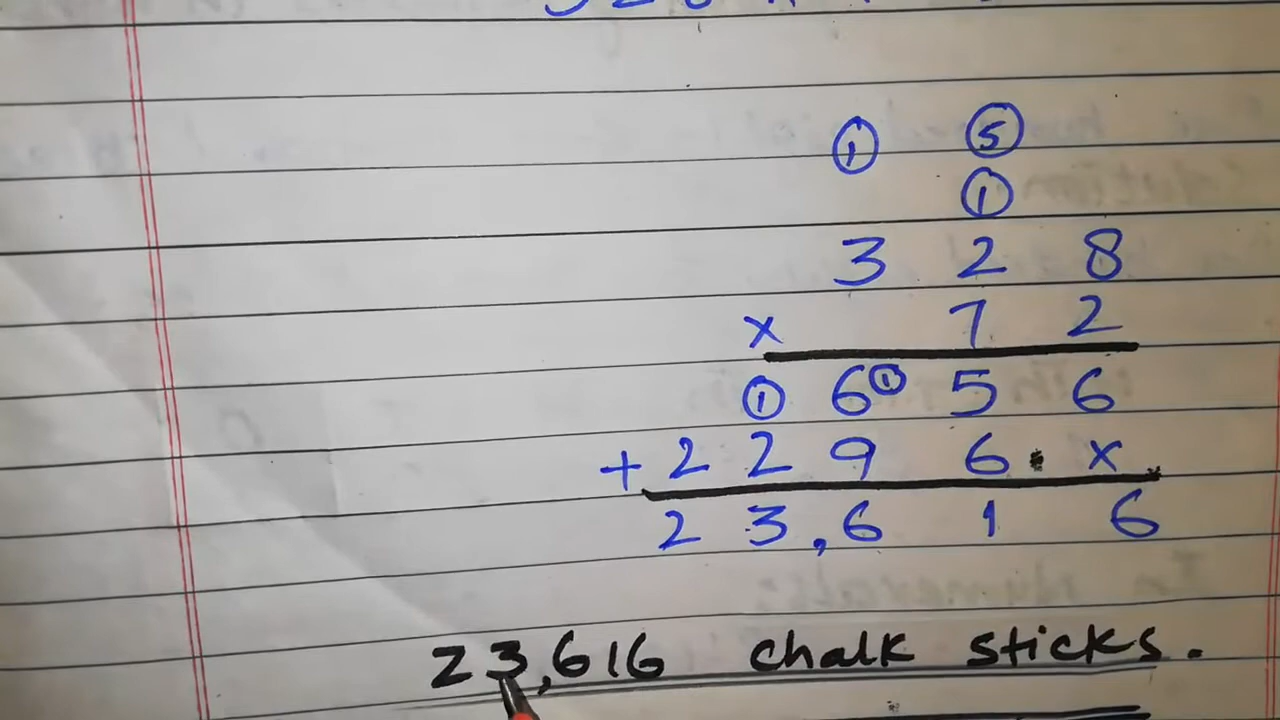 ① ⑤
①
3 2 8
x 7 2
① 6 ① 5 6
+ 2 2 9 6 x
2 3 , 6 1 6
23,616 chalk sticks.